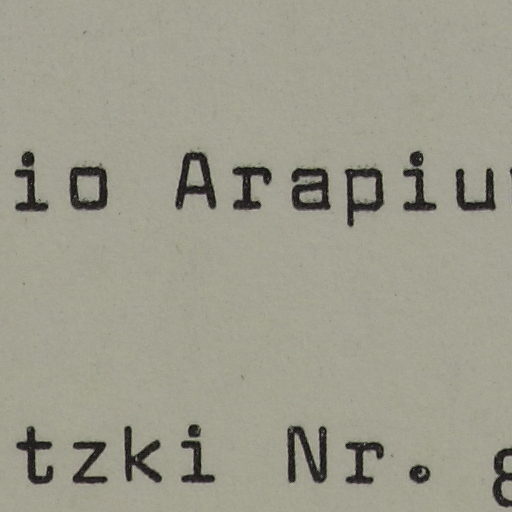 io Arapiu
tzki Nr.